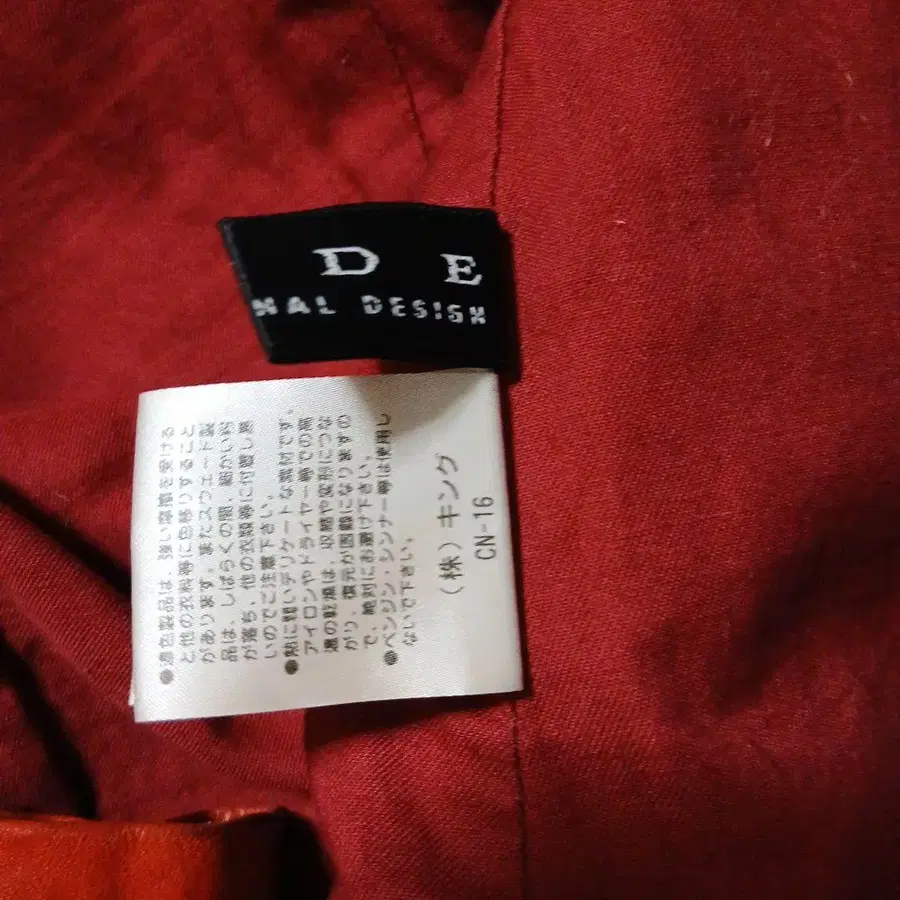 D E
NAL DESIGN
●濃色製品は、強い摩擦を受ける
と他の衣料等に色移りすること
があります。またスウェード製
品は、しばらくの間、細かい粉
が落ち、他の衣類等に付着し易
いのでご注意下さい。
●熱に弱いデリケートな素材です。
アイロンやドライヤー等での高
温の乾燥は、収縮や変形につな
がり、復元が困難になりますの
で、絶対にお避け下さい。
●ベンジン・シンナー等は使用し
ないで下さい。
(株)キング
CN-16